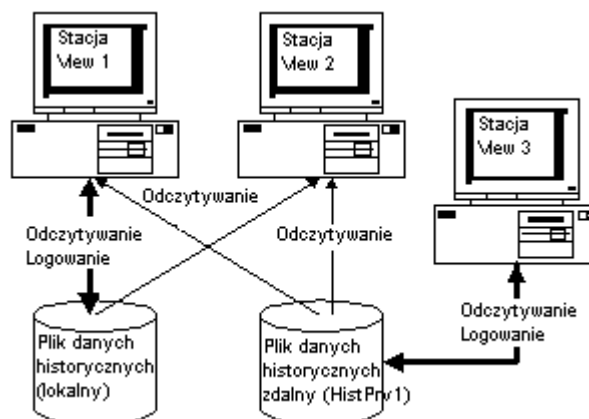 Stacja
View 1
Stacja
View 2
Stacja
View 3
Odczytywanie
Odczytywanie
Logowanie
Odczytywanie
Odczytywanie
Logowanie
Plik danych
historycznych
(lokalny)
Plik danych
historycznych
zdalny (HistPrv1)